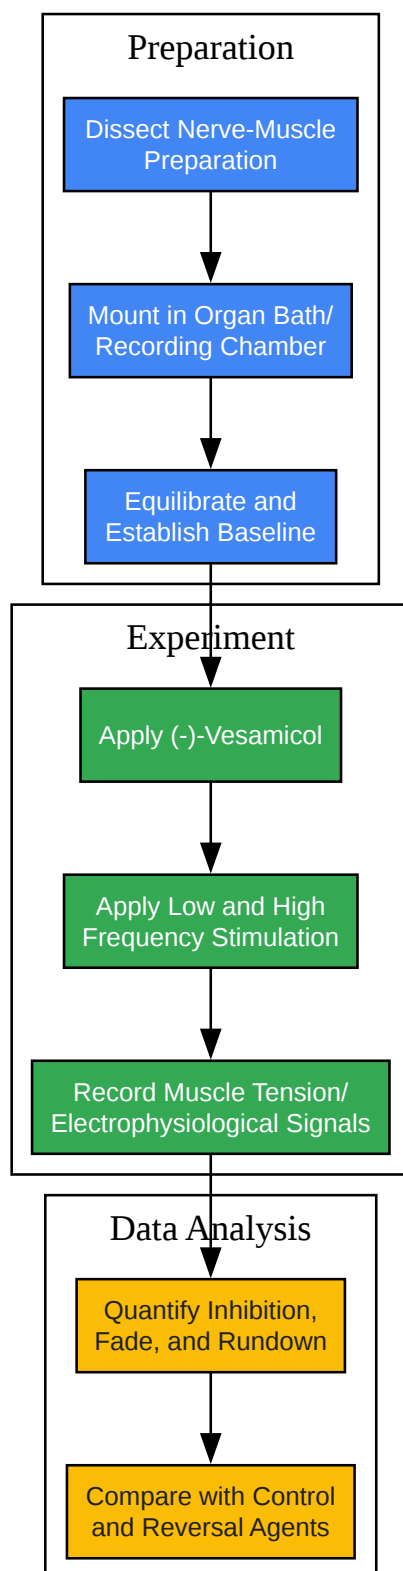 Preparation
Dissect Nerve-Muscle
Preparation
Mount in Organ Bath/
Recording Chamber
Equilibrate and
Establish Baseline
Experiment
Apply (-)-Vesamicol
Apply Low and High
Frequency Stimulation
Record Muscle Tension/
Electrophysiological Signals
Data Analysis
Quantify Inhibition,
Fade, and Rundown
Compare with Control
and Reversal Agents